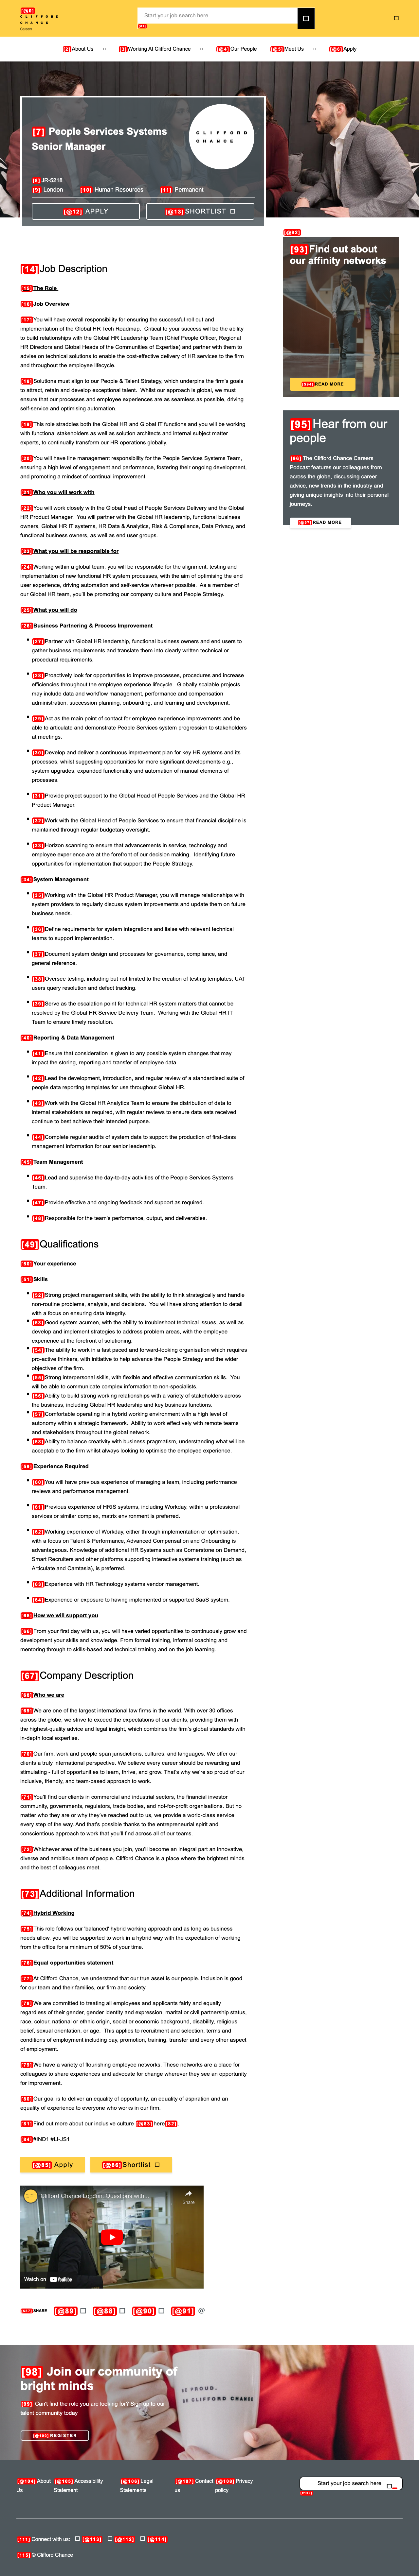 [@0]
CLIFFORD
CHANCE
Careers
Start your job search here
[@1]
[2]About Us
[3]Working At Clifford Chance
[@4]Our People
[@5]Meet Us
[@6]Apply
[7] People Services Systems
Senior Manager
CLIFFORD
CHANCE
[8] JR-5218
[9] London
[10] Human Resources
[11] Permanent
[@12] APPLY
[@13]SHORTLIST
[@92]
[93]Find out about
our affinity networks
[@94]READ MORE
[95]Hear from our
people
[96] The Clifford Chance Careers
Podcast features our colleagues from
across the globe, discussing career
advice, new trends in the industry and
giving unique insights into their personal
journeys.
[@97]READ MORE
[14]Job Description
[15]The Role
[16]Job Overview
[17]You will have overall responsibility for ensuring the successful roll out and
implementation of the Global HR Tech Roadmap. Critical to your success will be the ability
to build relationships with the Global HR Leadership Team (Chief People Officer, Regional
HR Directors and Global Heads of the Communities of Expertise) and partner with them to
advise on technical solutions to enable the cost-effective delivery of HR services to the firm
and throughout the employee lifecycle.
[18]Solutions must align to our People & Talent Strategy, which underpins the firm's goals
to attract, retain and develop exceptional talent. Whilst our approach is global, we must
ensure that our processes and employee experiences are as seamless as possible, driving
self-service and optimising automation.
[19]This role straddles both the Global HR and Global IT functions and you will be working
with functional stakeholders as well as solution architects and internal subject matter
experts, to continually transform our HR operations globally.
[20]You will have line management responsibility for the People Services Systems Team,
ensuring a high level of engagement and performance, fostering their ongoing development,
and promoting a mindset of continual improvement.
[21]Who you will work with
[22]You will work closely with the Global Head of People Services Delivery and the Global
HR Product Manager. You will partner with the Global HR leadership, functional business
owners, Global HR IT systems, HR Data & Analytics, Risk & Compliance, Data Privacy, and
functional business owners, as well as end user groups.
[23]What you will be responsible for
[24]Working within a global team, you will be responsible for the alignment, testing and
implementation of new functional HR system processes, with the aim of optimising the end
user experience, driving automation and self-service wherever possible. As a member of
our Global HR team, you'll be promoting our company culture and People Strategy.
[25]What you will do
[26]Business Partnering & Process Improvement
[27]Partner with Global HR leadership, functional business owners and end users to
gather business requirements and translate them into clearly written technical or
procedural requirements.
[28]Proactively look for opportunities to improve processes, procedures and increase
efficiencies throughout the employee experience lifecycle. Globally scalable projects
may include data and workflow management, performance and compensation
administration, succession planning, onboarding, and learning and development.
[29]Act as the main point of contact for employee experience improvements and be
able to articulate and demonstrate People Services system progression to stakeholders
at meetings.
[30]Develop and deliver a continuous improvement plan for key HR systems and its
processes, whilst suggesting opportunities for more significant developments e.g.,
system upgrades, expanded functionality and automation of manual elements of
processes.
[31]Provide project support to the Global Head of People Services and the Global HR
Product Manager.
[32]Work with the Global Head of People Services to ensure that financial discipline is
maintained through regular budgetary oversight.
[33]Horizon scanning to ensure that advancements in service, technology and
employee experience are at the forefront of our decision making. Identifying future
opportunities for implementation that support the People Strategy.
[34]System Management
[35]Working with the Global HR Product Manager, you will manage relationships with
system providers to regularly discuss system improvements and update them on future
business needs.
[36]Define requirements for system integrations and liaise with relevant technical
teams to support implementation.
[37]Document system design and processes for governance, compliance, and
general reference.
[38]Oversee testing, including but not limited to the creation of testing templates, UAT
users query resolution and defect tracking.
[39]Serve as the escalation point for technical HR system matters that cannot be
resolved by the Global HR Service Delivery Team. Working with the Global HR IT
Team to ensure timely resolution.
[40]Reporting & Data Management
[41]Ensure that consideration is given to any possible system changes that may
impact the storing, reporting and transfer of employee data.
[42]Lead the development, introduction, and regular review of a standardised suite of
people data reporting templates for use throughout Global HR.
[43]Work with the Global HR Analytics Team to ensure the distribution of data to
internal stakeholders as required, with regular reviews to ensure data sets received
continue to best achieve their intended purpose.
[44]Complete regular audits of system data to support the production of first-class
management information for our senior leadership.
[45]Team Management
[46]Lead and supervise the day-to-day activities of the People Services Systems
Team.
[47]Provide effective and ongoing feedback and support as required.
[48]Responsible for the team's performance, output, and deliverables.
[49]Qualifications
[50]Your experience
[51]Skills
[52]Strong project management skills, with the ability to think strategically and handle
non-routine problems, analysis, and decisions. You will have strong attention to detail
with a focus on ensuring data integrity.
[53]Good system acumen, with the ability to troubleshoot technical issues, as well as
develop and implement strategies to address problem areas, with the employee
experience at the forefront of solutioning.
[54]The ability to work in a fast paced and forward-looking organisation which requires
pro-active thinkers, with initiative to help advance the People Strategy and the wider
objectives of the firm.
[55]Strong interpersonal skills, with flexible and effective communication skills. You
will be able to communicate complex information to non-specialists.
[56]Ability to build strong working relationships with a variety of stakeholders across
the business, including Global HR leadership and key business functions.
[57]Comfortable operating in a hybrid working environment with a high level of
autonomy within a strategic framework. Ability to work effectively with remote teams
and stakeholders throughout the global network.
[58]Ability to balance creativity with business pragmatism, understanding what will be
acceptable to the firm whilst always looking to optimise the employee experience.
[59]Experience Required
[60]You will have previous experience of managing a team, including performance
reviews and performance management.
[61]Previous experience of HRIS systems, including Workday, within a professional
services or similar complex, matrix environment is preferred.
[62]Working experience of Workday, either through implementation or optimisation,
with a focus on Talent & Performance, Advanced Compensation and Onboarding is
advantageous. Knowledge of additional HR Systems such as Cornerstone on Demand,
Smart Recruiters and other platforms supporting interactive systems training (such as
Articulate and Camtasia), is preferred.
[63]Experience with HR Technology systems vendor management.
[64]Experience or exposure to having implemented or supported SaaS system.
[65]How we will support you
[66]From your first day with us, you will have varied opportunities to continuously grow and
development your skills and knowledge. From formal training, informal coaching and
mentoring through to skills-based and technical training and on the job learning.
[67]Company Description
[68]Who we are
[69]We are one of the largest international law firms in the world. With over 30 offices
across the globe, we strive to exceed the expectations of our clients, providing them with
the highest-quality advice and legal insight, which combines the firm's global standards with
in-depth local expertise.
[70]Our firm, work and people span jurisdictions, cultures, and languages. We offer our
clients a truly international perspective. We believe every career should be rewarding and
stimulating - full of opportunities to learn, thrive, and grow. That's why we're so proud of our
inclusive, friendly, and team-based approach to work.
[71]You'll find our clients in commercial and industrial sectors, the financial investor
community, governments, regulators, trade bodies, and not-for-profit organisations. But no
matter who they are or why they've reached out to us, we provide a world-class service
every step of the way. And that's possible thanks to the entrepreneurial spirit and
conscientious approach to work that you'll find across all of our teams.
[72]Whichever area of the business you join, you'll become an integral part an innovative,
diverse and ambitious team of people. Clifford Chance is a place where the brightest minds
and the best of colleagues meet.
[73]Additional Information
[74]Hybrid Working
[75]This role follows our 'balanced' hybrid working approach and as long as business
needs allow, you will be supported to work in a hybrid way with the expectation of working
from the office for a minimum of 50% of your time.
[76]Equal opportunities statement
[77]At Clifford Chance, we understand that our true asset is our people. Inclusion is good
for our team and their families, our firm and society.
[78]We are committed to treating all employees and applicants fairly and equally
regardless of their gender, gender identity and expression, marital or civil partnership status,
race, colour, national or ethnic origin, social or economic background, disability, religious
belief, sexual orientation, or age. This applies to recruitment and selection, terms and
conditions of employment including pay, promotion, training, transfer and every other aspect
of employment.
[79]We have a variety of flourishing employee networks. These networks are a place for
colleagues to share experiences and advocate for change wherever they see an opportunity
for improvement.
[80]Our goal is to deliver an equality of opportunity, an equality of aspiration and an
equality of experience to everyone who works in our firm.
[81]Find out more about our inclusive culture [@83]here[82].
[84]#IND1 #LI-JS1
[@85] Apply
[@86]Shortlist
Clifford Chance London: Questions with
Share
Watch on YouTube
SHARE
[@89]
[@88]
[@90]
[@91]
[98] Join our community of
bright minds
[99] Can't find the role you are looking for? Sign up to our
talent community today
[@100]REGISTER
BE PROUD.
BE CLIFFORD CHANCE
[@104] About
Us
[@105] Accessibility
Statement
[@106] Legal
Statements
[@107] Contact
us
[@108] Privacy
policy
Start your job search here
[111] Connect with us:
[@113]
[@112]
[@114]
[115] © Clifford Chance